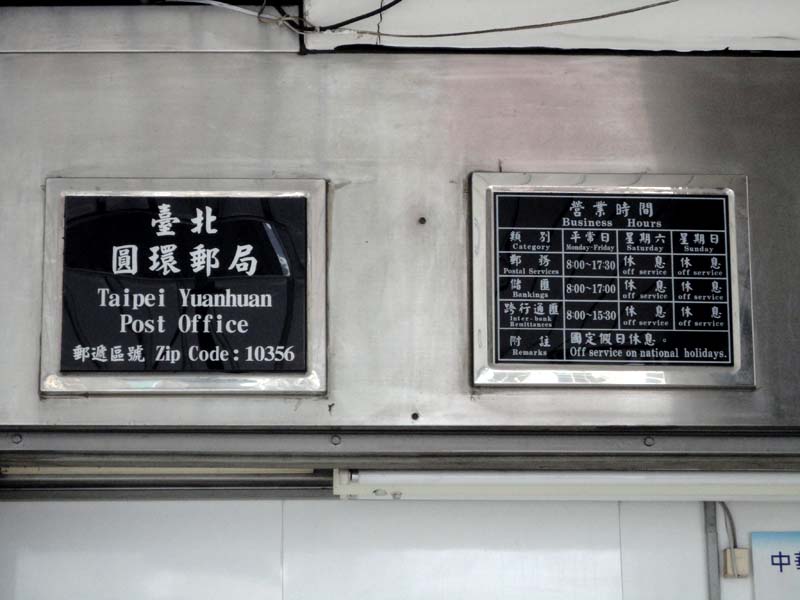 臺北
圓環郵局
Taipei Yuanhuan
Post Office
郵遞區號 Zip Code：10356
營業時間
Business Hours
類別 平常日 星期六 星期日
Category Monday-Friday Saturday Sunday
郵務 8:00~17:30 休息 休息
Postal Services off service off service
儲匯 8:00~17:00 休息 休息
Bankings off service off service
跨行通匯 8:00~15:30 休息 休息
Inter-bank Remittances off service off service
附註 國定假日休息。
Remarks Off service on national holidays.
中